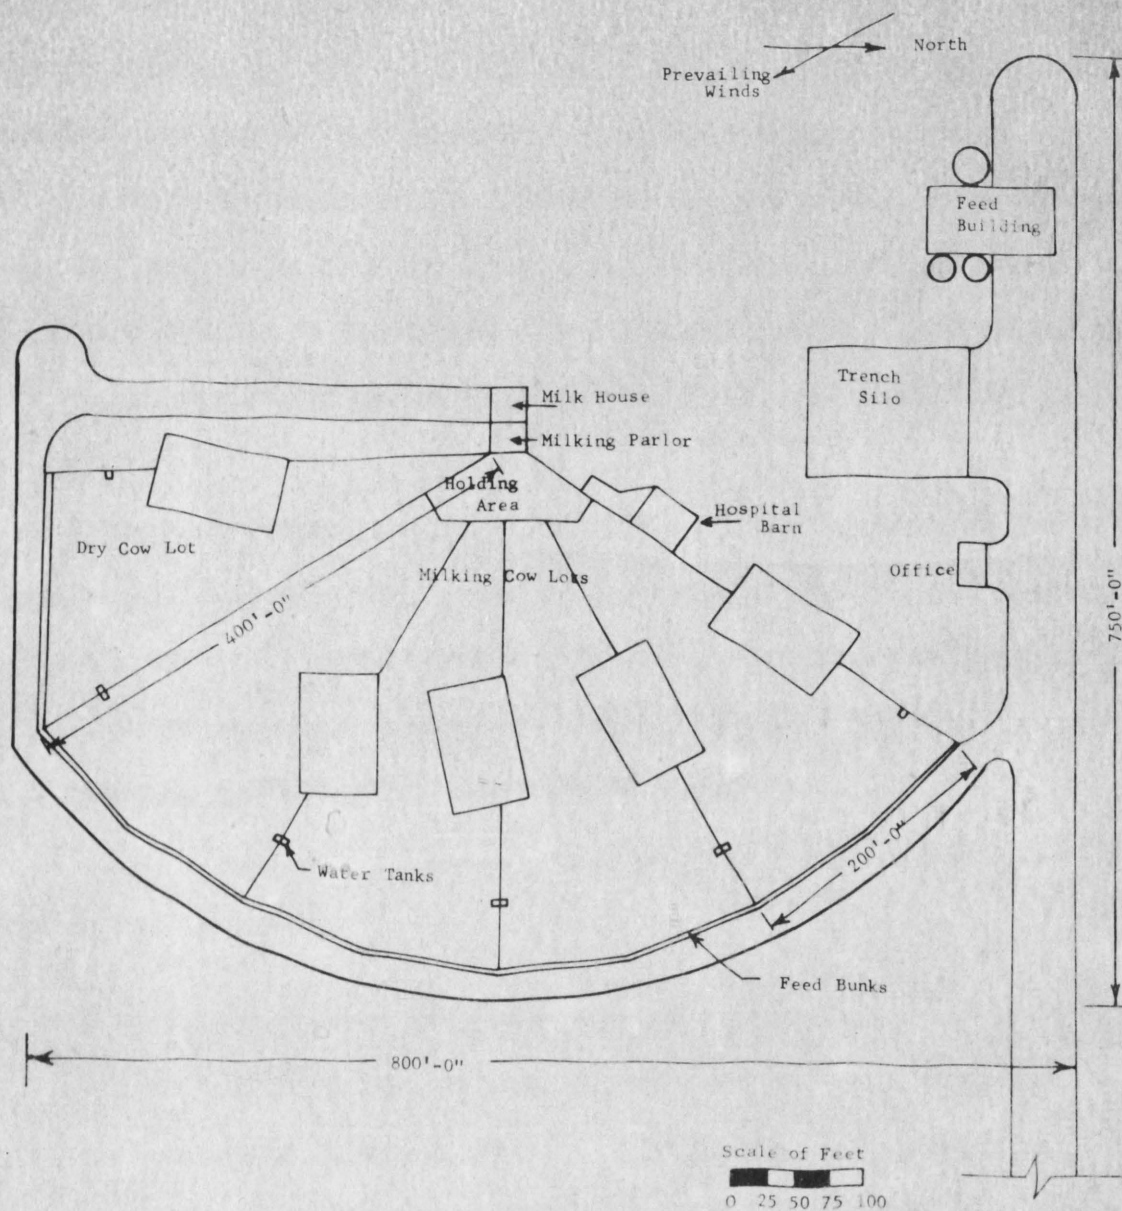 North
Prevailing
Winds
Feed
Building
Trench
Silo
Milk House
Milking Parlor
Holding
Area
Hospital
Barn
Dry Cow Lot
Milking Cow Lots
Office
400'-0"
750'-0"
Water Tanks
200'-0"
Feed Bunks
800'-0"
Scale of Feet
0 25 50 75 100